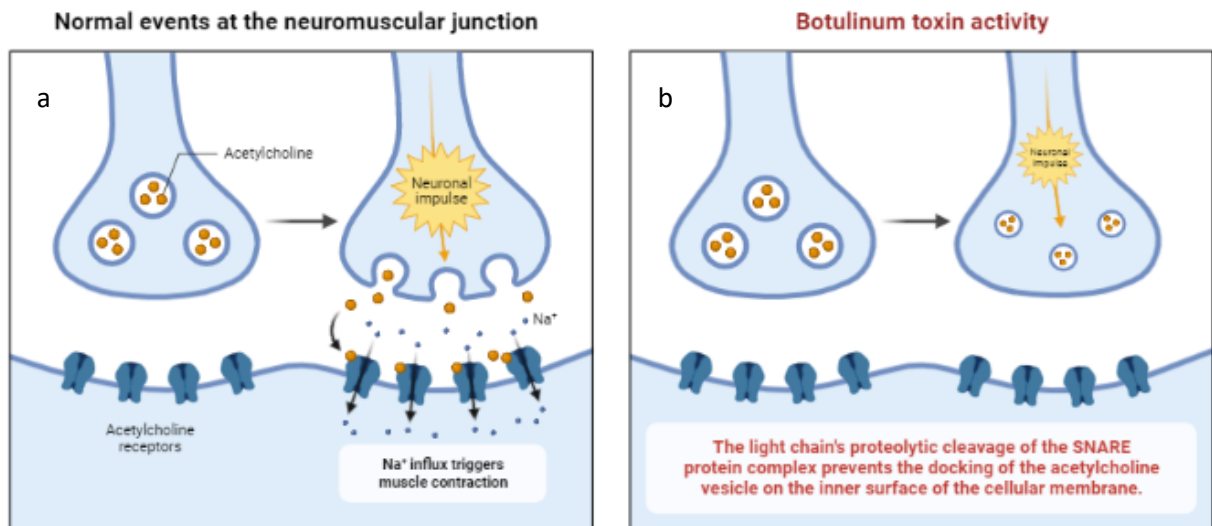 Normal events at the neuromuscular junction
Botulinum toxin activity
a
Acetylcholine
Neuronal
impulse
Na⁺
Acetylcholine
receptors
Na⁺ influx triggers
muscle contraction
b
Neuronal
impulse
The light chain's proteolytic cleavage of the SNARE
protein complex prevents the docking of the acetylcholine
vesicle on the inner surface of the cellular membrane.